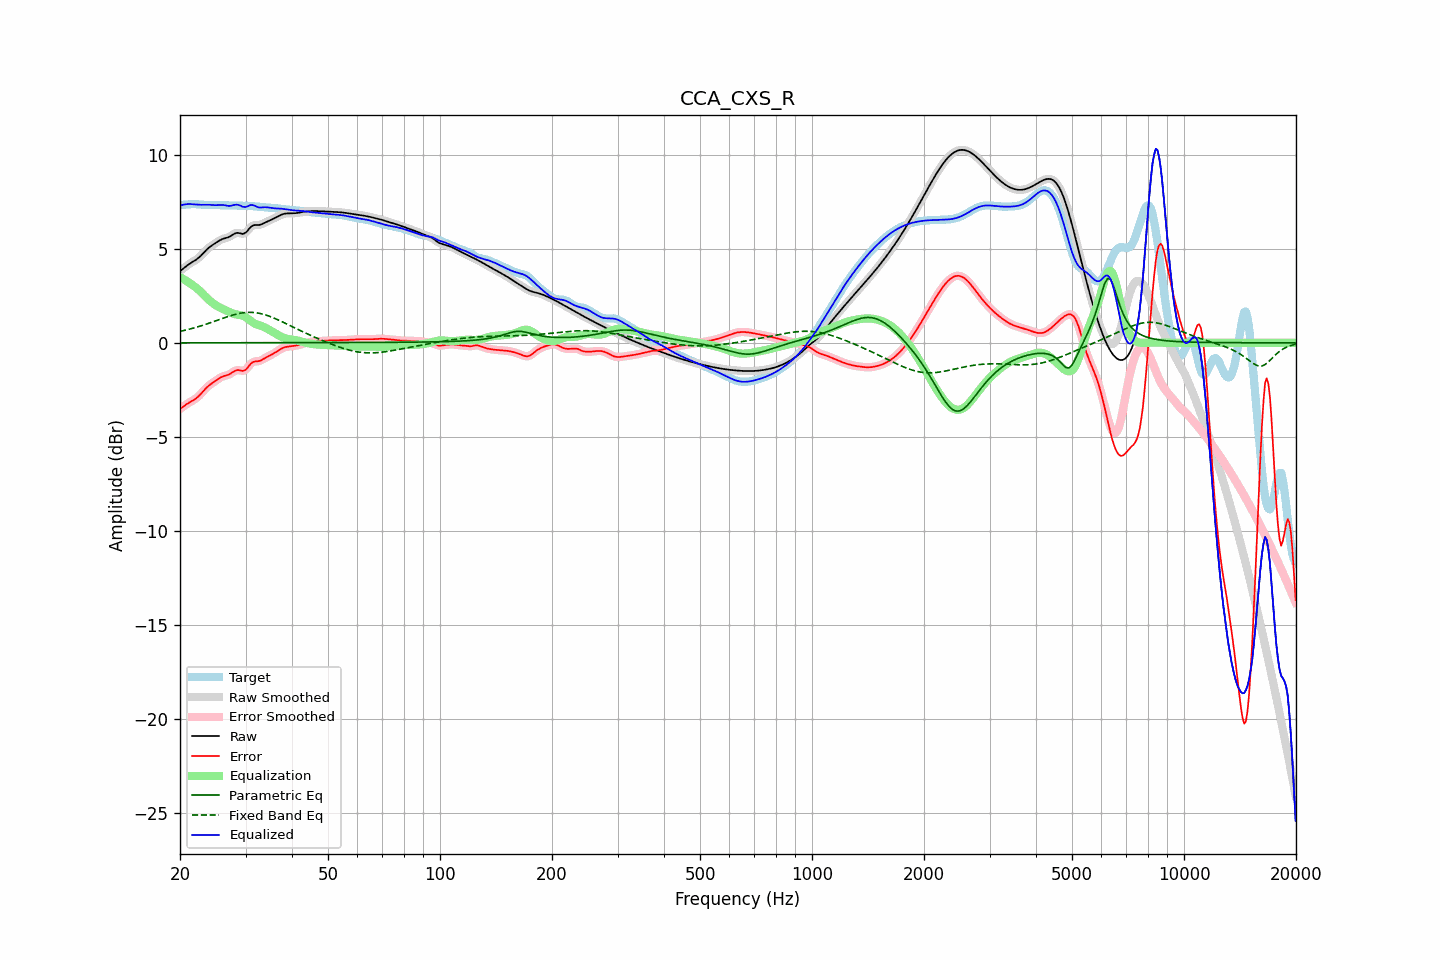 CCA_CXS_R
10
5
0
−5
−10
−15
−20
−25
Amplitude (dBr)
Target
Raw Smoothed
Error Smoothed
Raw
Error
Equalization
Parametric Eq
Fixed Band Eq
Equalized
20 50 100 200 500 1000 2000 5000 10000 20000
Frequency (Hz)